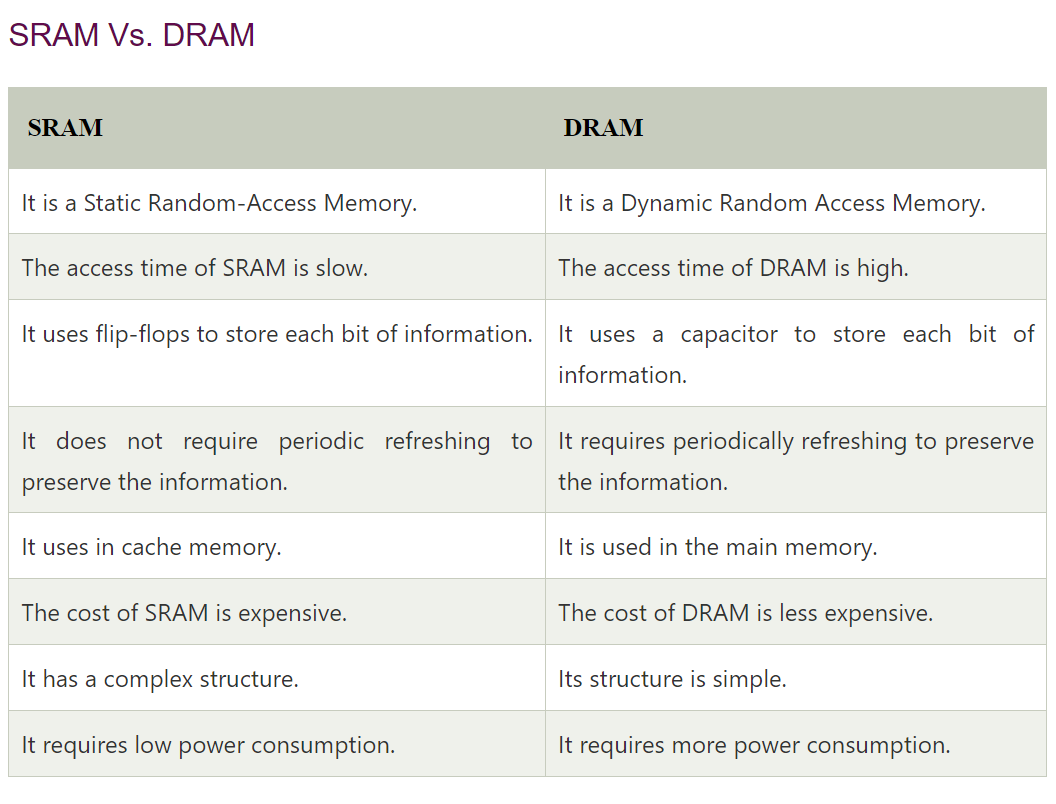 SRAM Vs. DRAM
SRAM
DRAM
It is a Static Random-Access Memory.
It is a Dynamic Random Access Memory.
The access time of SRAM is slow.
The access time of DRAM is high.
It uses flip-flops to store each bit of information.
It uses a capacitor to store each bit of
information.
It does not require periodic refreshing to
preserve the information.
It requires periodically refreshing to preserve
the information.
It uses in cache memory.
It is used in the main memory.
The cost of SRAM is expensive.
The cost of DRAM is less expensive.
It has a complex structure.
Its structure is simple.
It requires low power consumption.
It requires more power consumption.